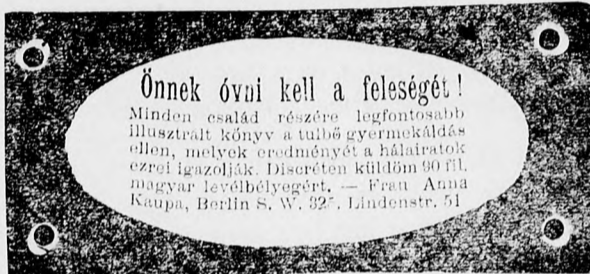 Önnek óvni kell a feleségét!
Minden család részére legfontosabb
illusztrált könyv a tulbő gyermekáldás
ellen, melyek eredményét a hálairatok
ezrei igazolják. Discréten küldöm 90 fil.
magyar levélbélyegért. — Frau Anna
Kaupa, Berlin S. W. Lindenstr. 51